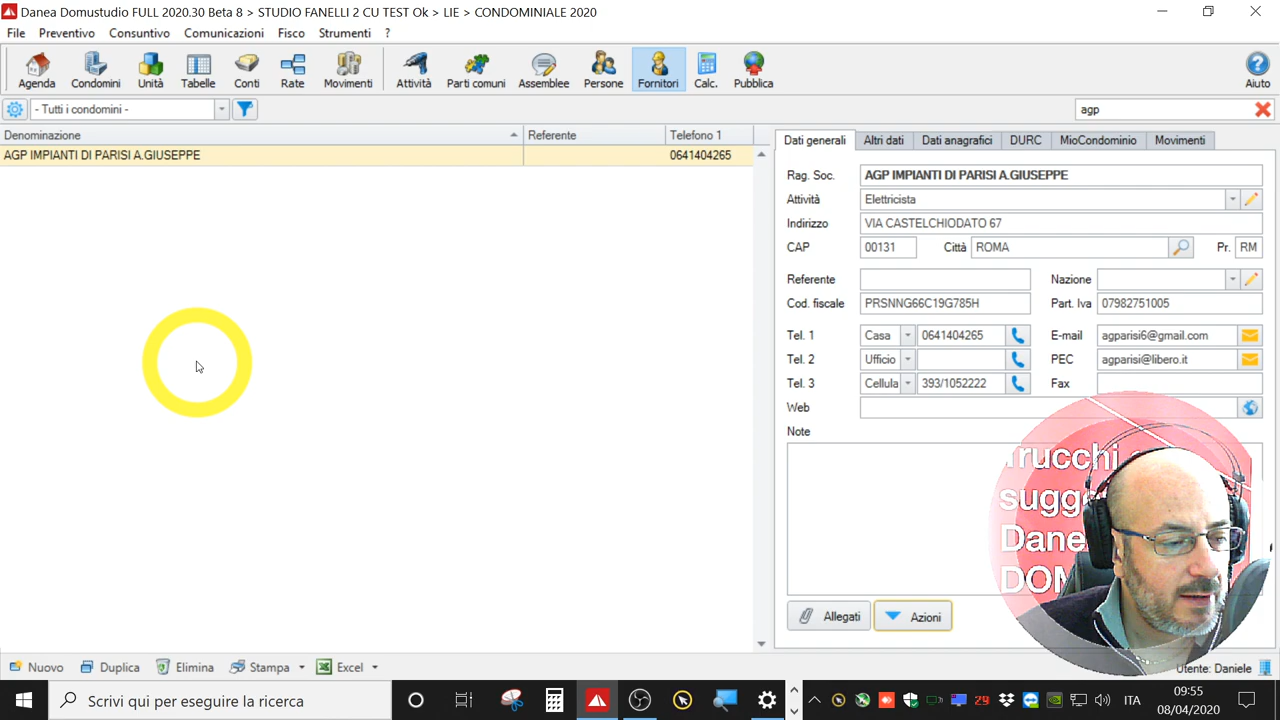 Danea Domustudio FULL 2020.30 Beta 8 > STUDIO FANELLI 2 CU TEST Ok > LIE > CONDOMINIALE 2020
File Preventivo Consuntivo Comunicazioni Fisco Strumenti ?
Agenda Condomini Unità Tabelle Conti Rate Movimenti Attività Parti comuni Assemblee Persone Fornitori Calc. Pubblica Aiuto
- Tutti i condomini - agp
Denominazione Referente Telefono 1
AGP IMPIANTI DI PARISI A.GIUSEPPE 0641404265
Dati generali Altri dati Dati anagrafici DURC MioCondominio Movimenti
Rag. Soc. AGP IMPIANTI DI PARISI A.GIUSEPPE
Attività Elettricista
Indirizzo VIA CASTELCHIODATO 67
CAP 00131 Città ROMA Pr. RM
Referente Nazione
Cod. fiscale PRSNNG66C19G785H Part. Iva 07982751005
Tel. 1 Casa 0641404265 E-mail agparisi6@gmail.com
Tel. 2 Ufficio PEC agparisi@libero.it
Tel. 3 Cellula 393/1052222 Fax
Web
Note
Trucchi
sugg
Dane
DOM
Allegati Azioni
Nuovo Duplica Elimina Stampa Excel Utente: Daniele
Scrivi qui per eseguire la ricerca 29 ITA 09:55
08/04/2020